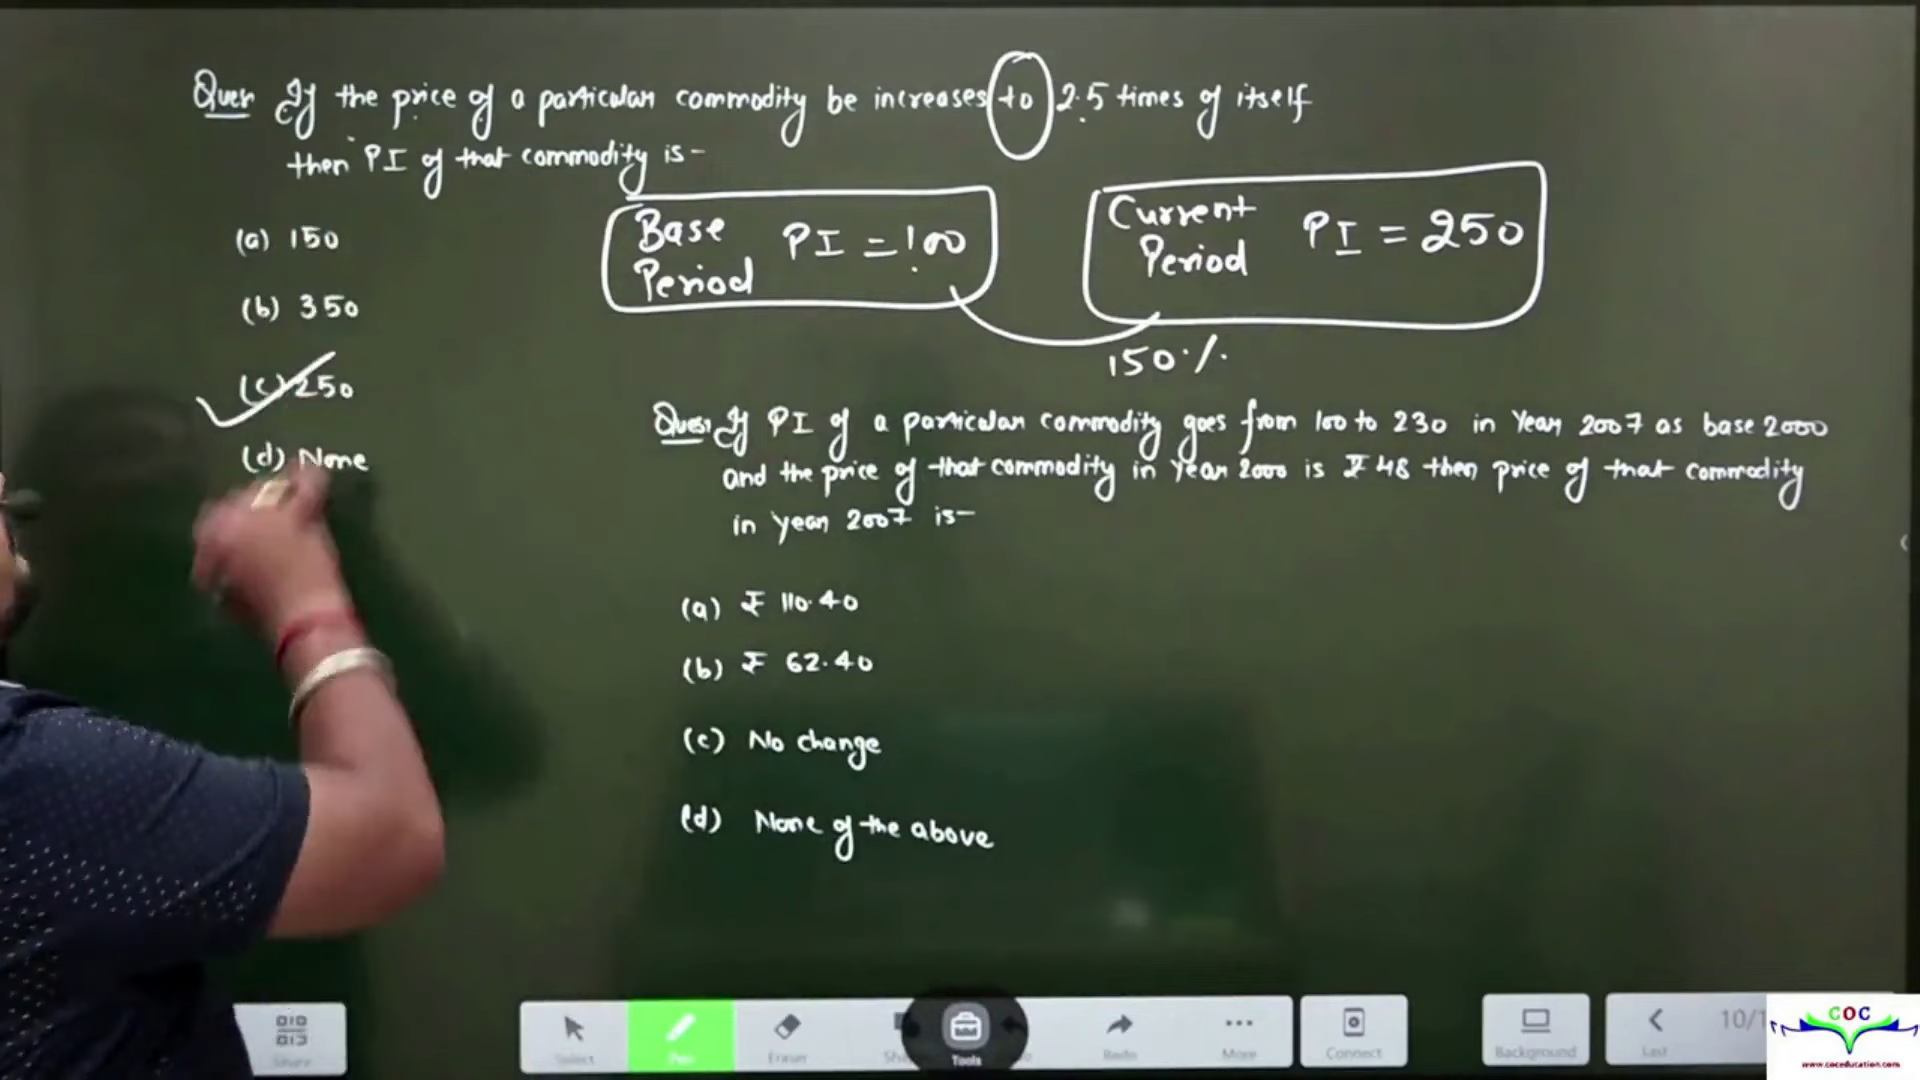 Ques If the price of a particular commodity be increases to 2.5 times of itself
then PI of that commodity is -
(a) 150
(b) 350
(c) 250
(d) None
Base Period PI = 100
Current Period PI = 250
150%
Ques: If PI of a particular commodity goes from 100 to 230 in Year 2007 as base 2000
and the price of that commodity in Year 2000 is ₹ 48 then price of that commodity
in year 2007 is-
(a) ₹ 110.40
(b) ₹ 62.40
(c) No change
(d) None of the above
Share
Select
Pen
Eraser
Tools
Redo
More
Connect
Background
Last
COC
www.coceducation.com